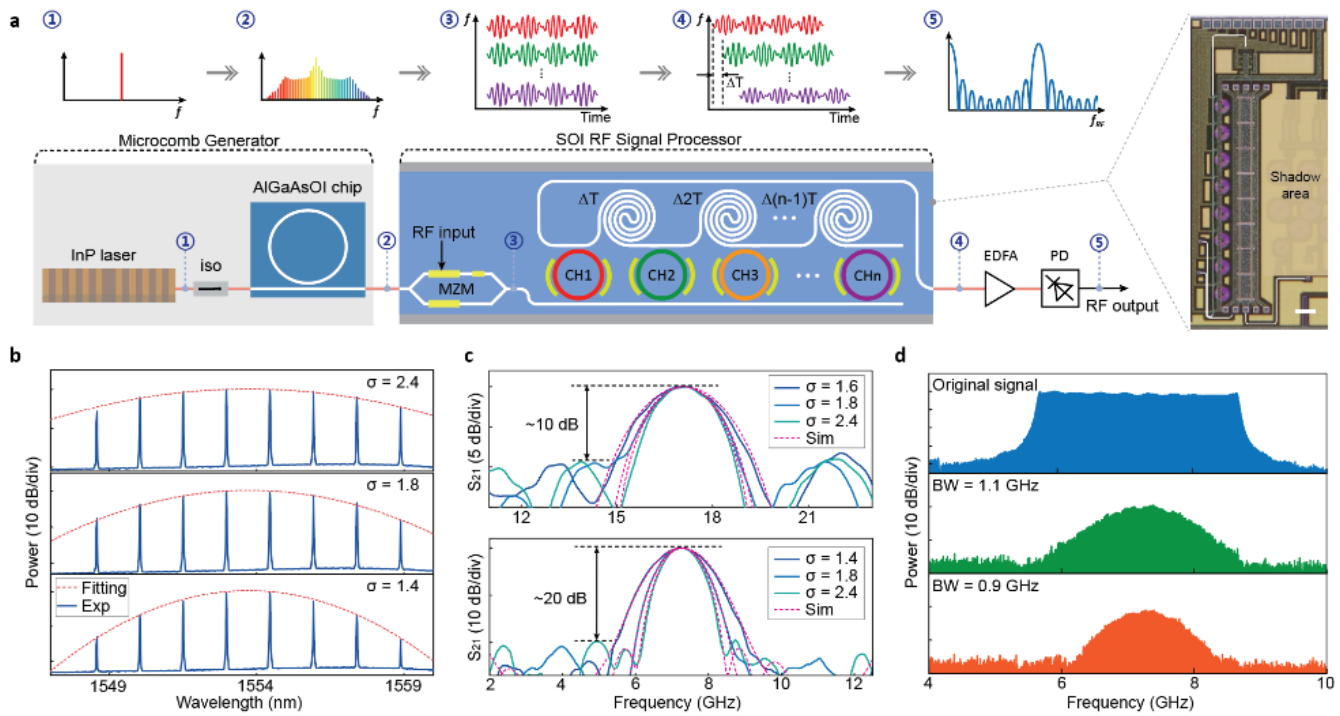 a
① ② ③ ④ ⑤
f
f
f
Time
f
ΔT
Time
f_RF
Microcomb Generator
SOI RF Signal Processor
AlGaAsOI chip
InP laser
①
iso
②
RF input
MZM
③
ΔT
Δ2T
Δ(n-1)T
CH1
CH2
CH3
CHn
④
EDFA
PD
⑤
RF output
Shadow
area
b
Power (10 dB/div)
σ = 2.4
σ = 1.8
σ = 1.4
Fitting
Exp
1549
1554
1559
Wavelength (nm)
c
S₂₁ (5 dB/div)
~10 dB
σ = 1.6
σ = 1.8
σ = 2.4
Sim
11 13 15 17 19 21
S₂₁ (10 dB/div)
~20 dB
σ = 1.4
σ = 1.8
σ = 2.4
Sim
2 4 6 8 10 12
Frequency (GHz)
d
Power (10 dB/div)
Original signal
BW = 1.1 GHz
BW = 0.9 GHz
4 6 8 10
Frequency (GHz)